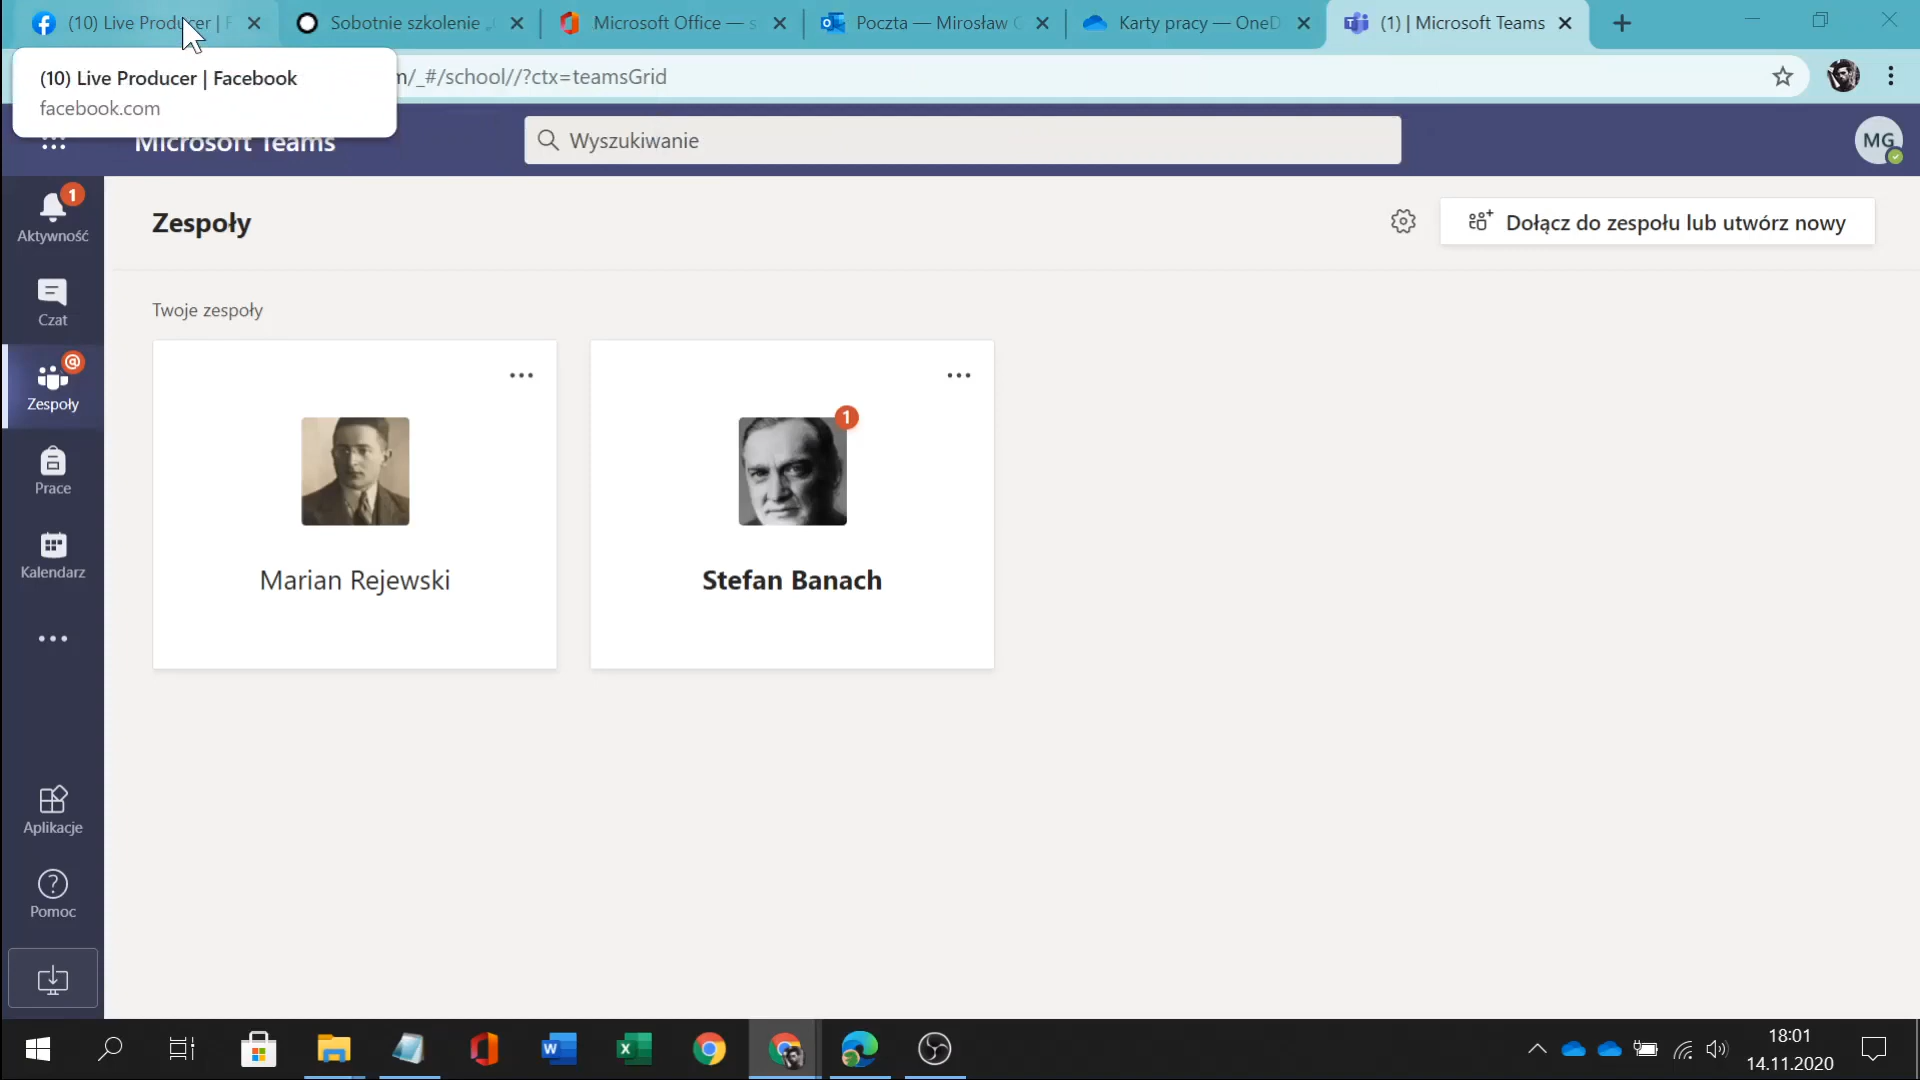 (10) Live Producer | F
Sobotnie szkolenie „
Microsoft Office — s
Poczta — Mirosław
Karty pracy — OneD
(1) | Microsoft Teams
(10) Live Producer | Facebook
facebook.com
m/_#/school//?ctx=teamsGrid
Microsoft Teams
Wyszukiwanie
MG
1
Aktywność
Zespoły
Dołącz do zespołu lub utwórz nowy
Czat
Twoje zespoły
@
Zespoły
1
Prace
Kalendarz
Marian Rejewski
Stefan Banach
Aplikacje
Pomoc
18:01
14.11.2020